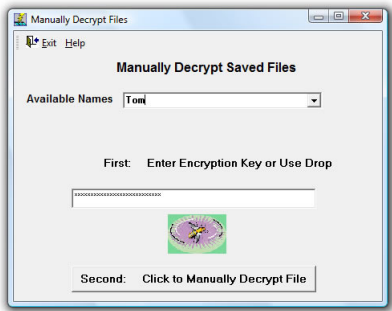 Manually Decrypt Files
Exit Help
Manually Decrypt Saved Files
Available Names Tom
First: Enter Encryption Key or Use Drop
Second: Click to Manually Decrypt File